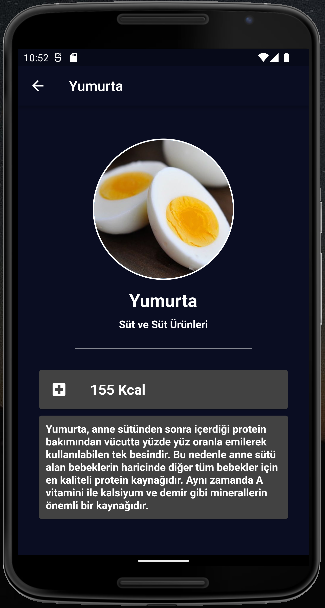 10:52
Yumurta
Yumurta
Süt ve Süt Ürünleri
155 Kcal
Yumurta, anne sütünden sonra içerdiği protein
bakımından vücutta yüzde yüz oranla emilerek
kullanılabilen tek besindir. Bu nedenle anne sütü
alan bebeklerin haricinde diğer tüm bebekler için
en kaliteli protein kaynağıdır. Aynı zamanda A
vitamini ile kalsiyum ve demir gibi minerallerin
önemli bir kaynağıdır.